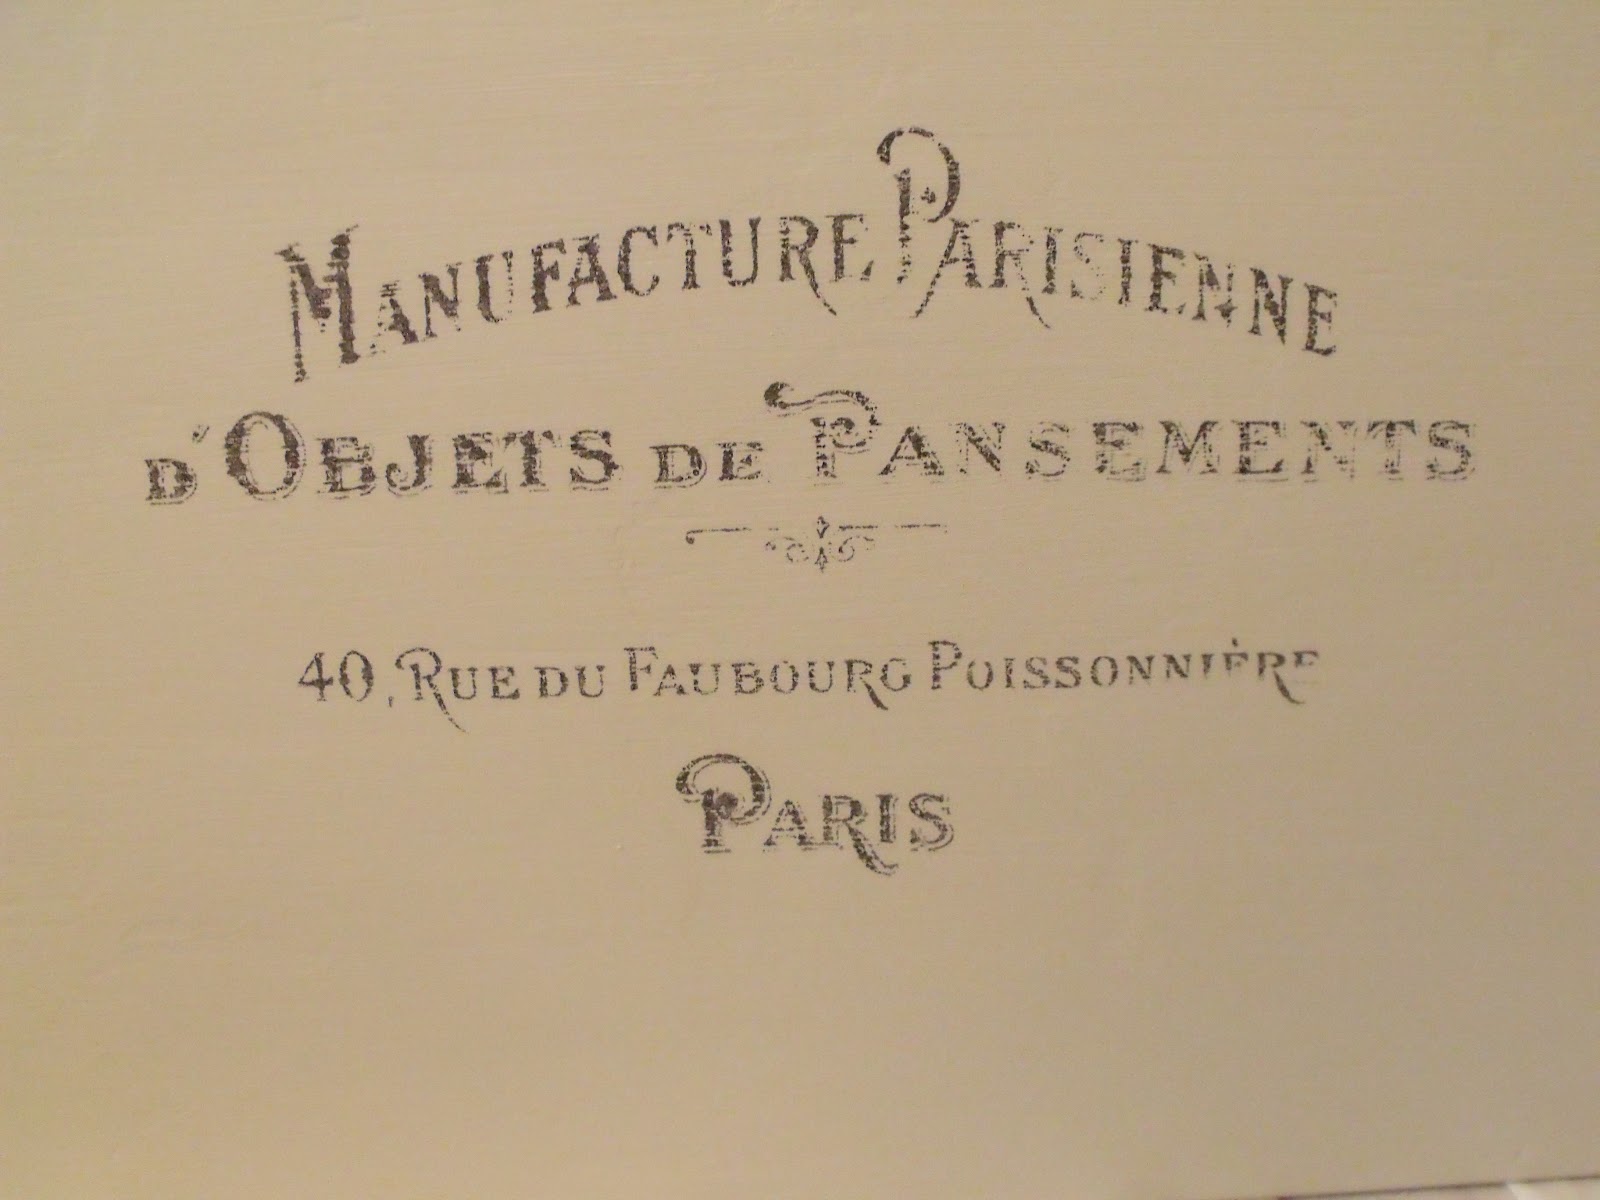 Manufacture Parisienne
d'Objets de Pansements
40, Rue du Faubourg Poissonnière
Paris